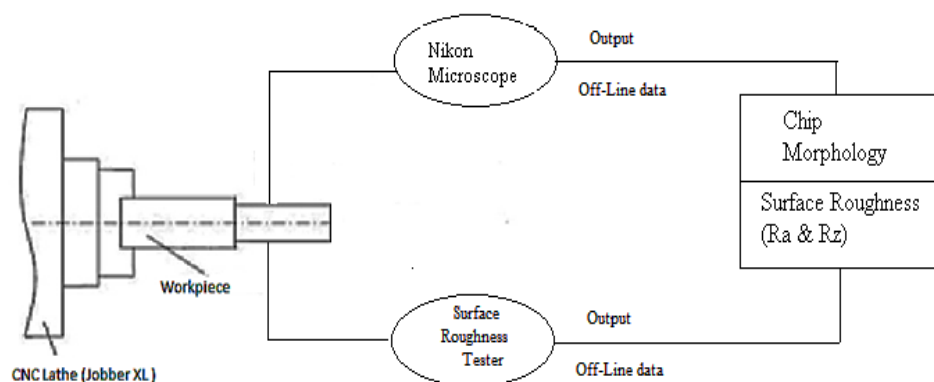 Nikon
Microscope
Output
Off-Line data
Chip
Morphology
Surface Roughness
(Ra & Rz)
Workpiece
CNC Lathe (Jobber XL)
Surface
Roughness
Tester
Output
Off-Line data